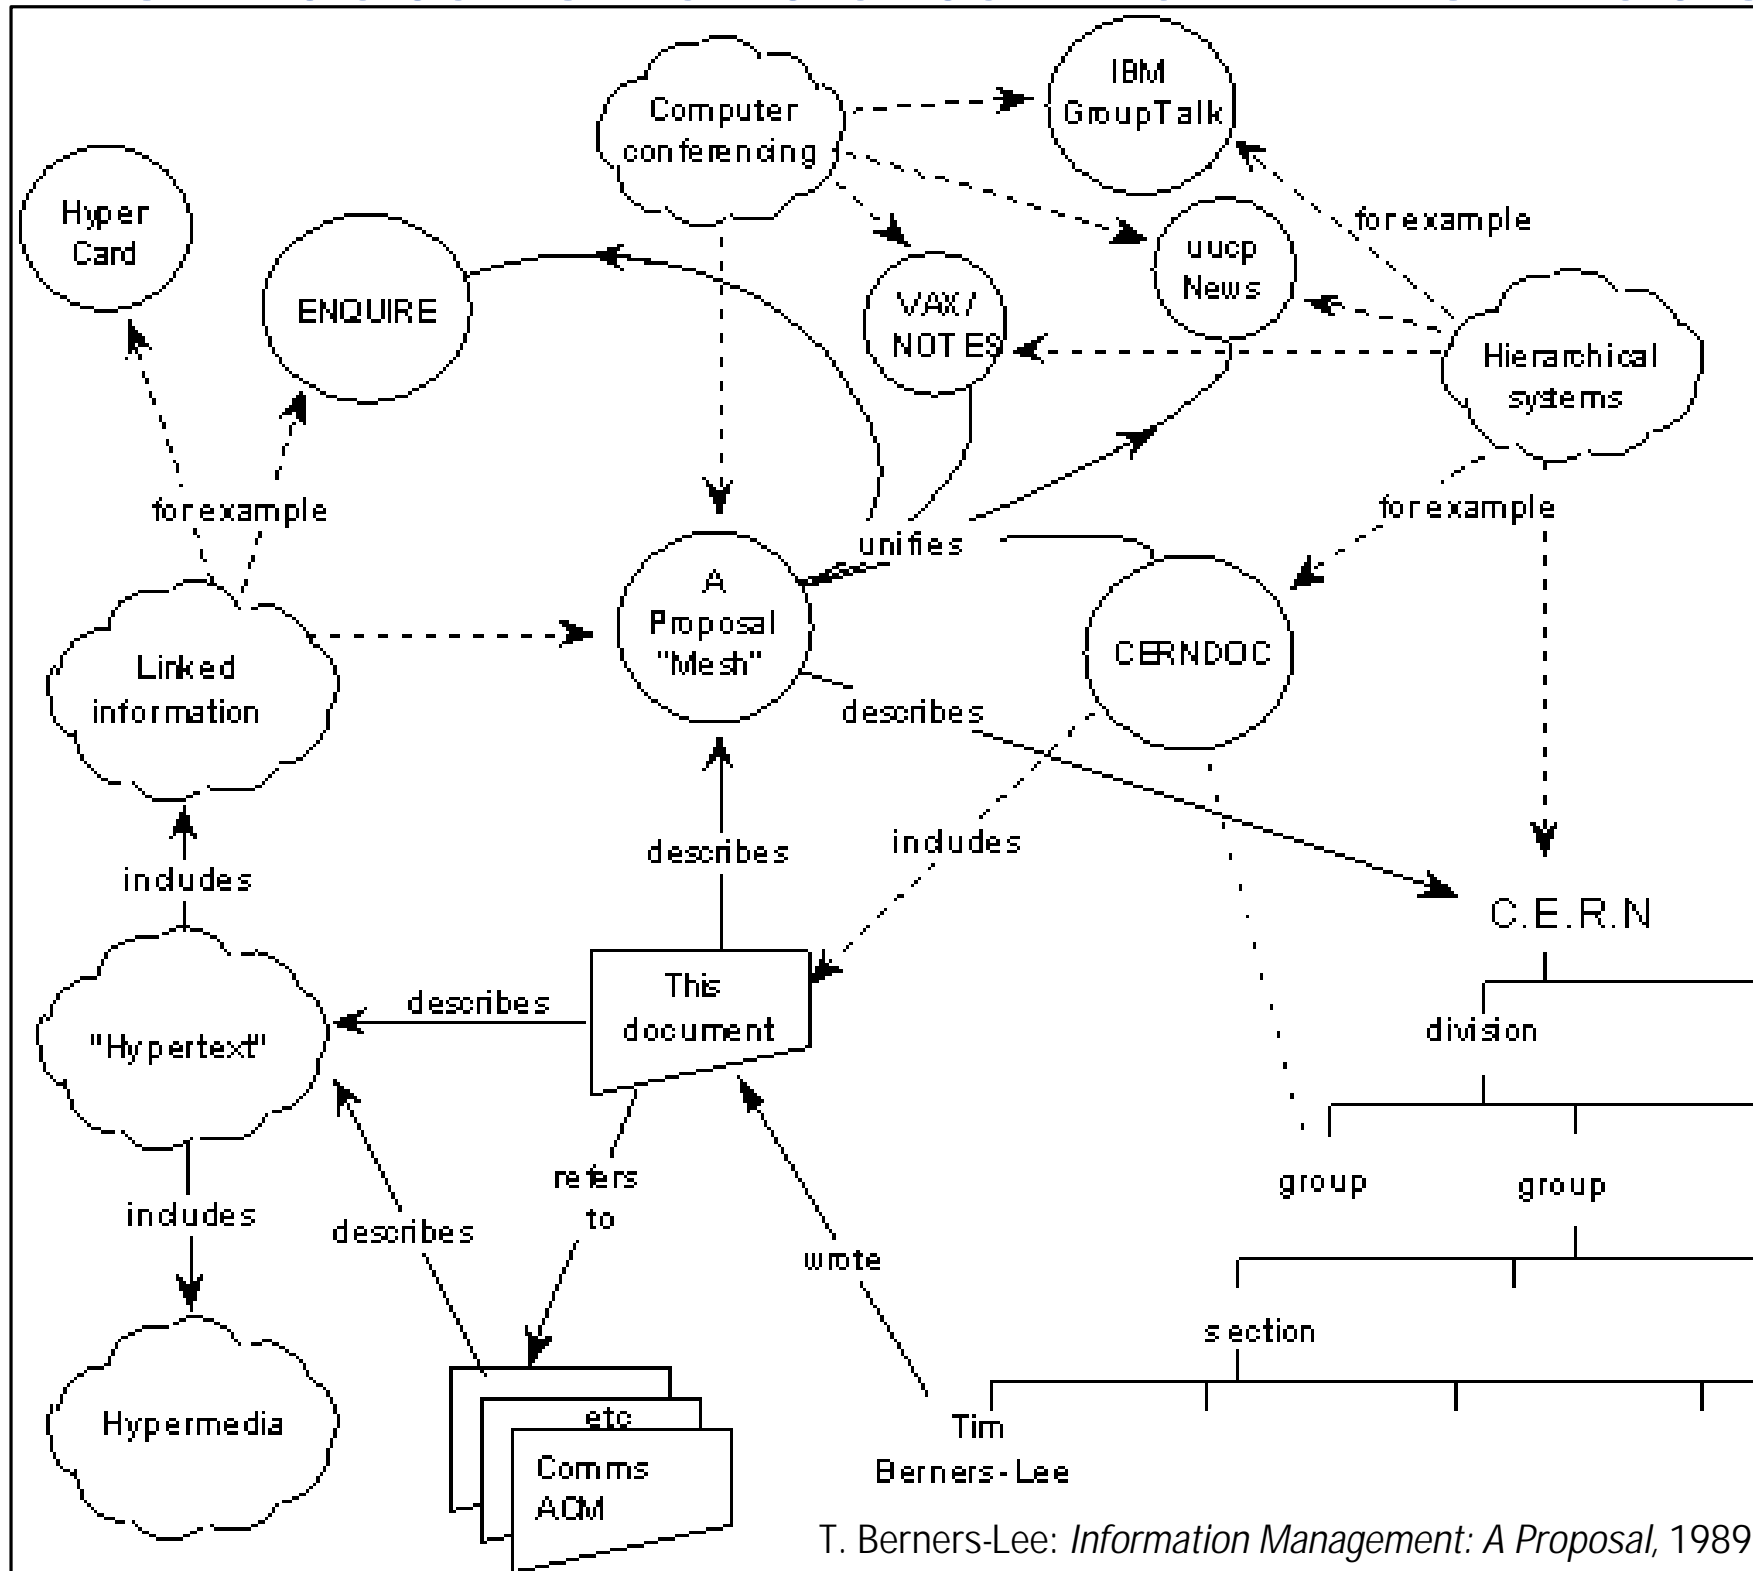 IBM
GroupTalk
Computer
conferencing
Hyper
Card
for example
uucp
News
ENQUIRE
VAX/
NOTES
Hierarchical
systems
for example
for example
unifies
A
Proposal
"Mesh"
CERNDOC
Linked
information
describes
includes
describes
includes
C.E.R.N
This
document
describes
"Hypertext"
division
refers
to
group
group
includes
describes
wrote
section
Hypermedia
etc
Tim
Berners-Lee
Comms
ACM
T. Berners-Lee: Information Management: A Proposal, 1989